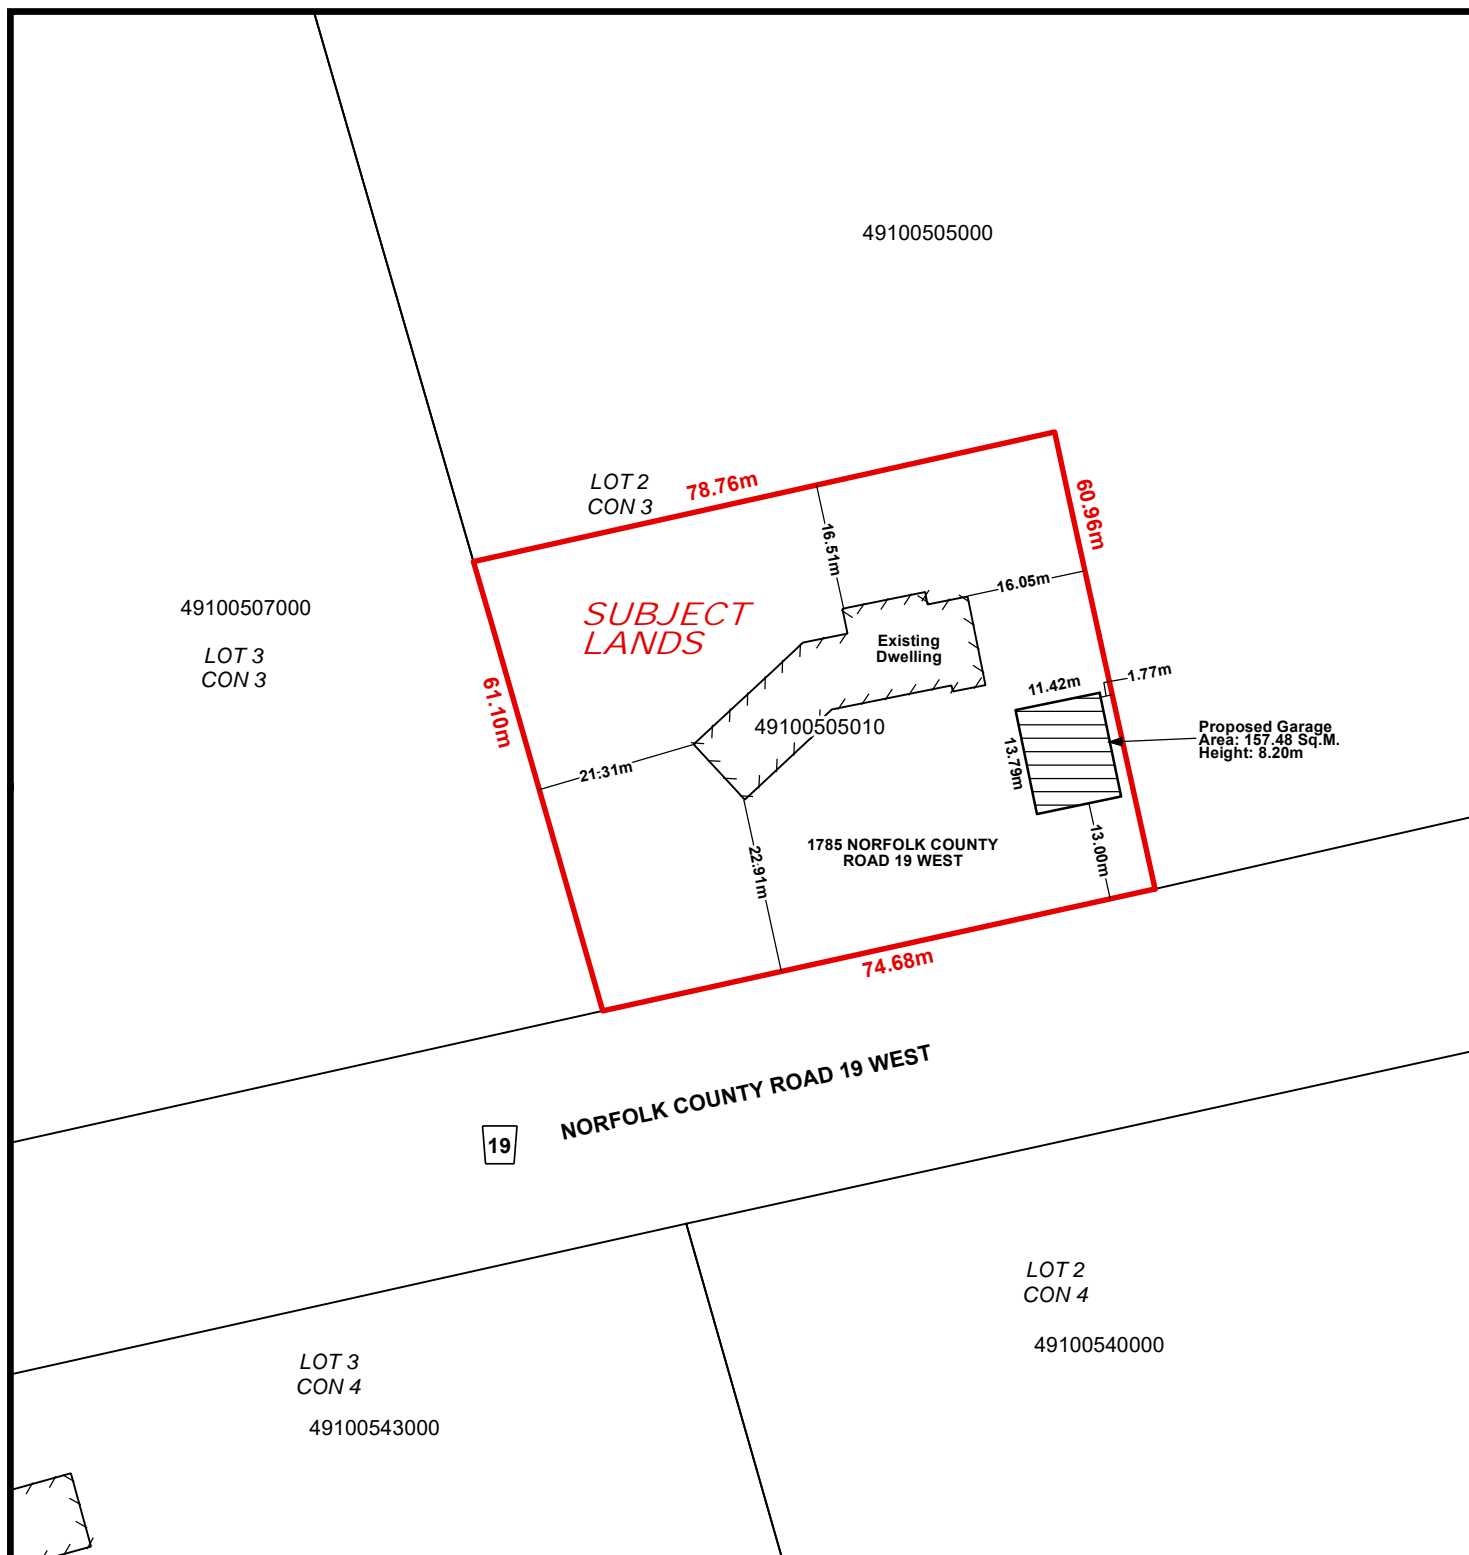 49100505000
LOT 2
CON 3
78.76m
60.96m
16.51m
16.05m
49100507000
LOT 3
CON 3
SUBJECT
LANDS
Existing
Dwelling
61.10m
11.42m
1.77m
49100505010
Proposed Garage
Area: 157.48 Sq.M.
Height: 8.20m
13.79m
21.31m
1785 NORFOLK COUNTY
ROAD 19 WEST
22.91m
13.00m
74.68m
NORFOLK COUNTY ROAD 19 WEST
19
LOT 2
CON 4
49100540000
LOT 3
CON 4
49100543000